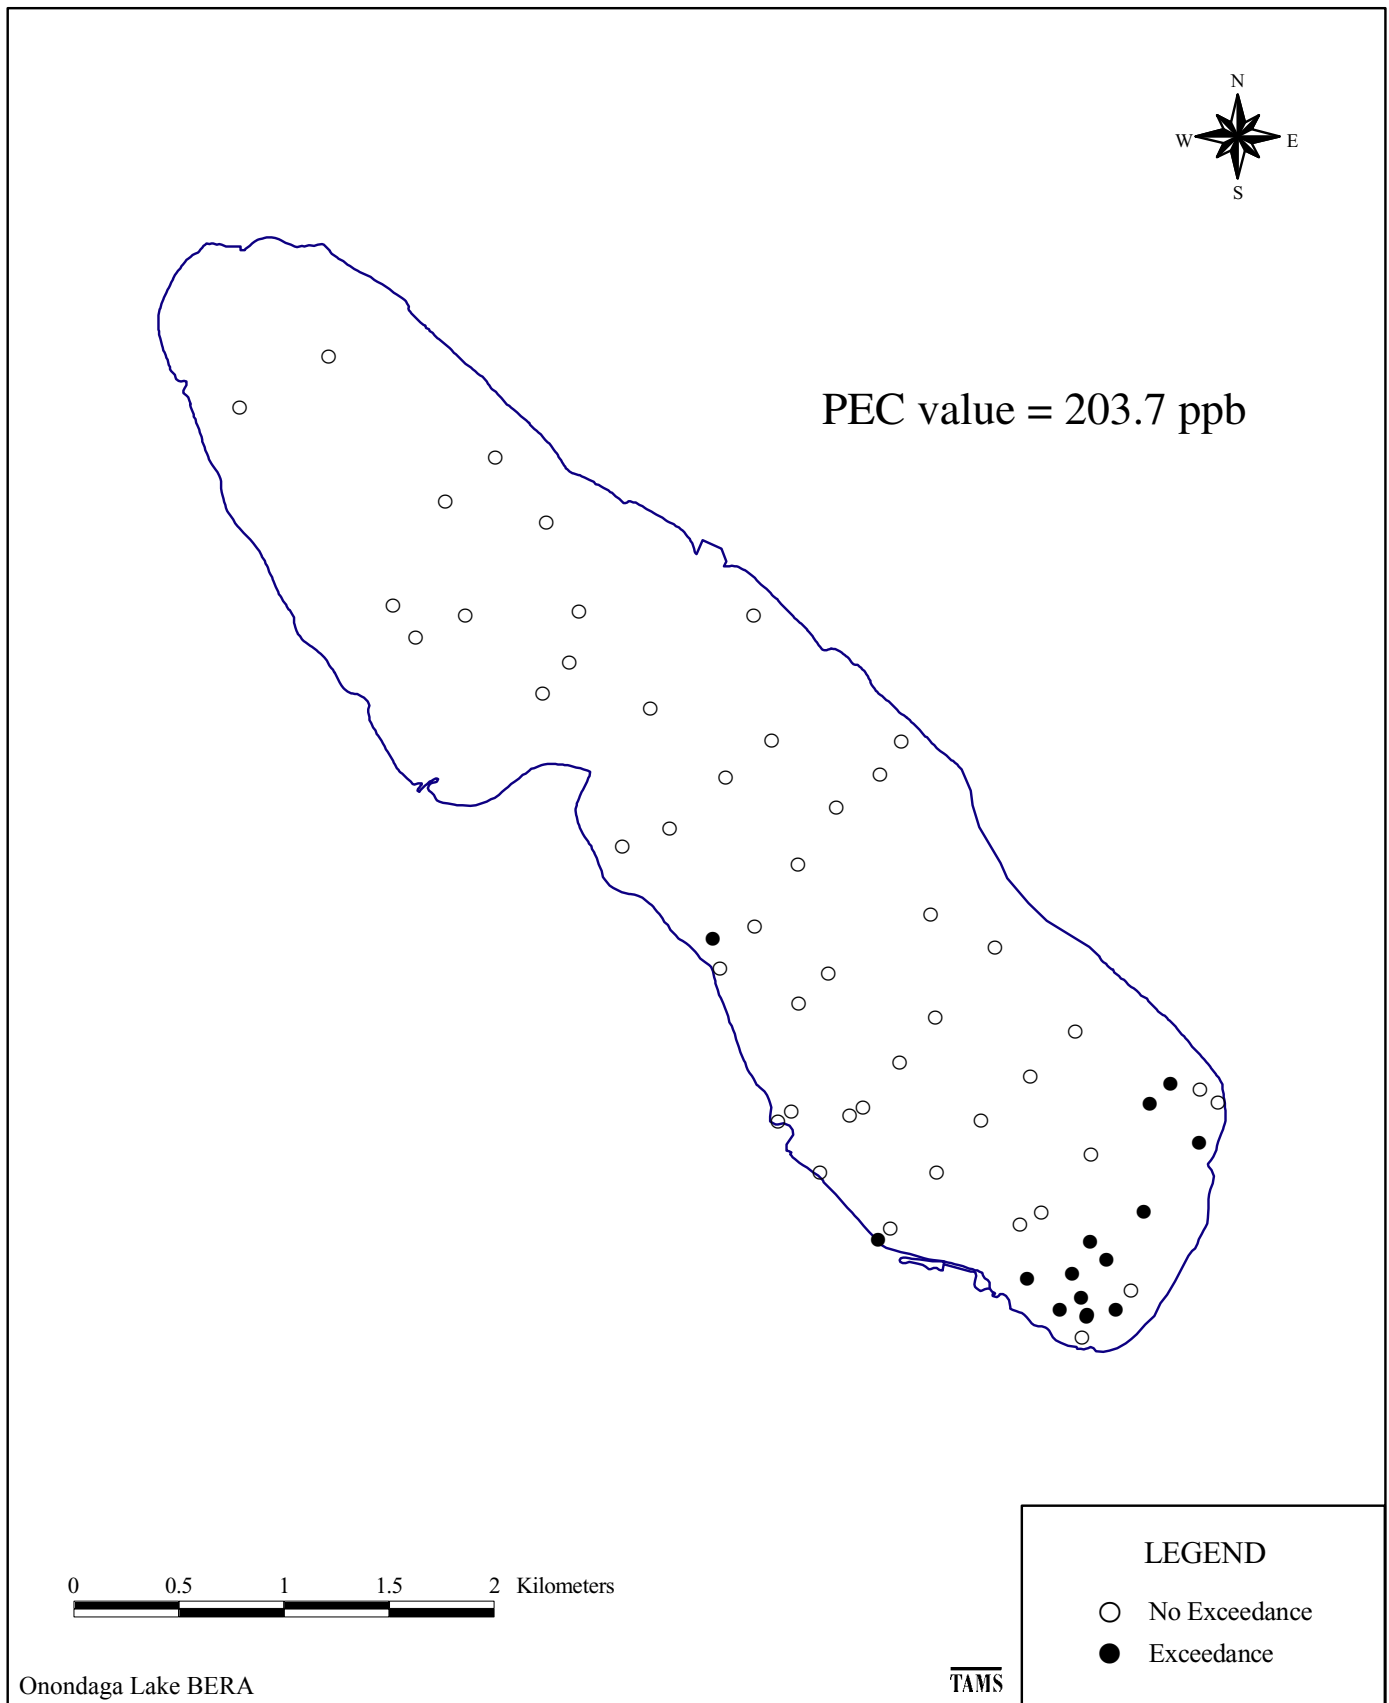 N
W E
S
PEC value = 203.7 ppb
0 0.5 1 1.5 2 Kilometers
LEGEND
No Exceedance
Exceedance
Onondaga Lake BERA
TAMS